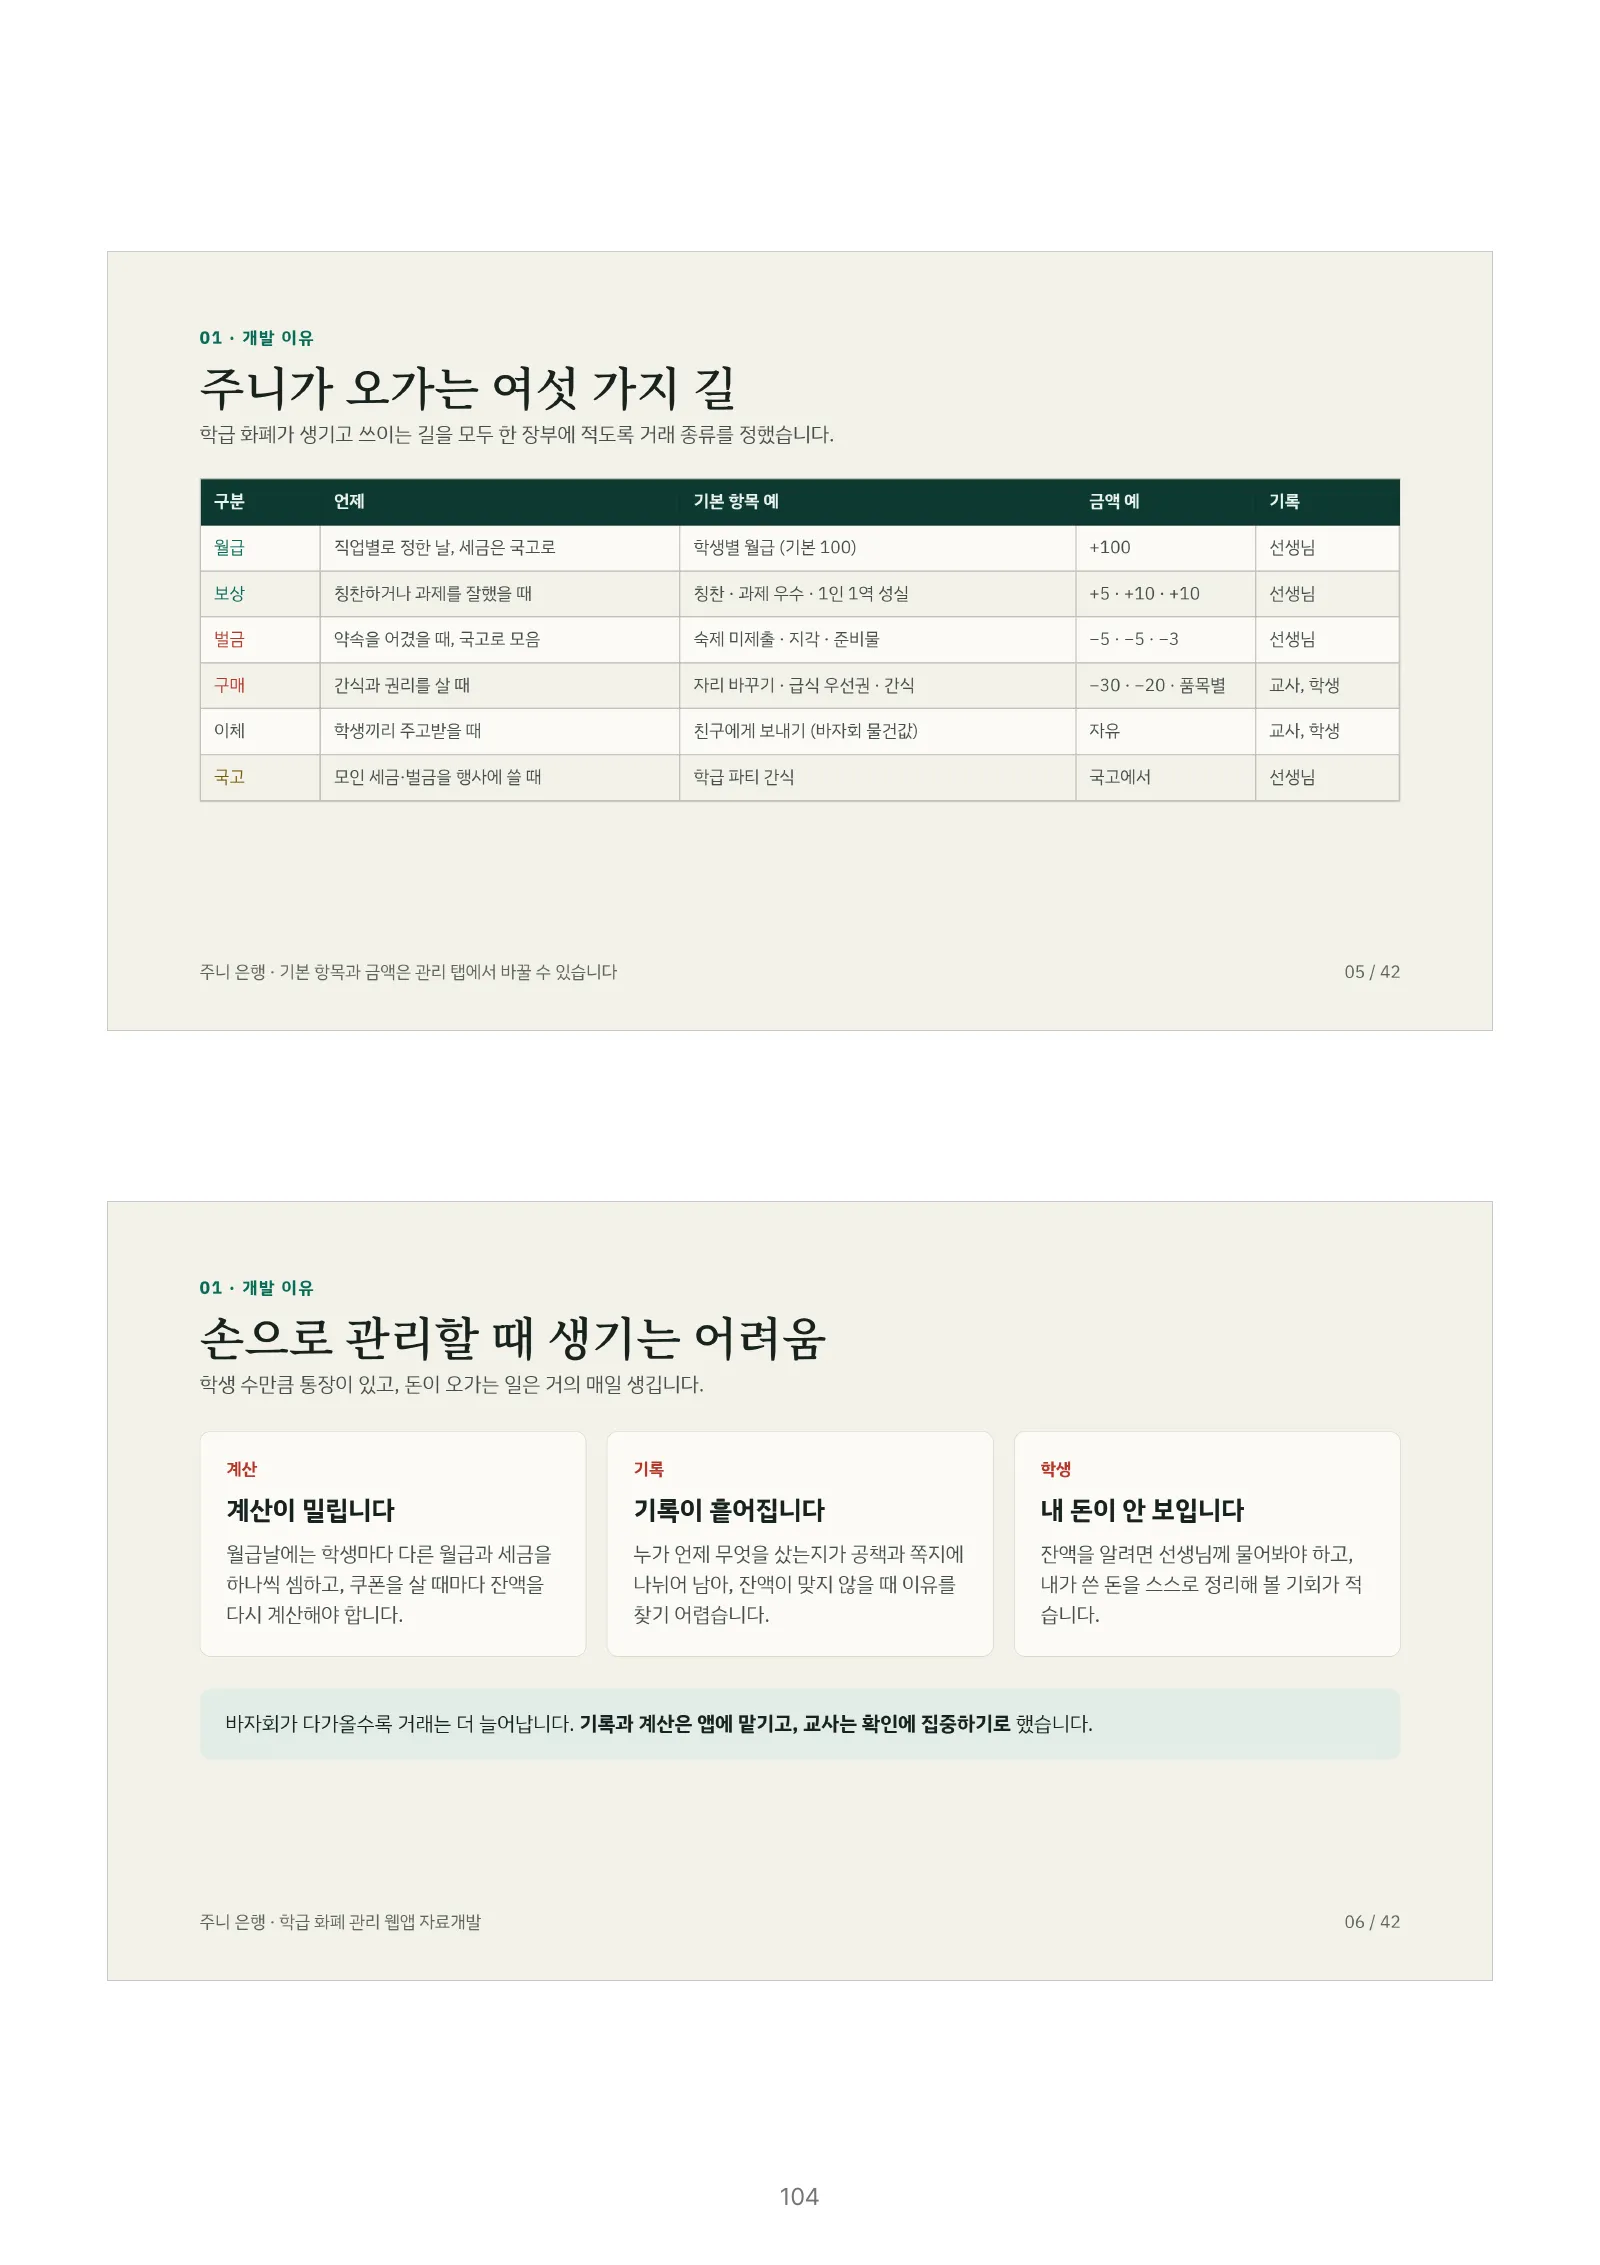 01 · 개발 이유
주니가 오가는 여섯 가지 길
학급 화폐가 생기고 쓰이는 길을 모두 한 장부에 적도록 거래 종류를 정했습니다.
구분 언제 기본 항목 예 금액 예 기록
월급 직업별로 정한 날, 세금은 국고로 학생별 월급 (기본 100) +100 선생님
보상 칭찬하거나 과제를 잘했을 때 칭찬 · 과제 우수 · 1인 1역 성실 +5 · +10 · +10 선생님
벌금 약속을 어겼을 때, 국고로 모음 숙제 미제출 · 지각 · 준비물 −5 · −5 · −3 선생님
구매 간식과 권리를 살 때 자리 바꾸기 · 급식 우선권 · 간식 −30 · −20 · 품목별 교사, 학생
이체 학생끼리 주고받을 때 친구에게 보내기 (바자회 물건값) 자유 교사, 학생
국고 모인 세금·벌금을 행사에 쓸 때 학급 파티 간식 국고에서 선생님
주니 은행 · 기본 항목과 금액은 관리 탭에서 바꿀 수 있습니다 05 / 42
01 · 개발 이유
손으로 관리할 때 생기는 어려움
학생 수만큼 통장이 있고, 돈이 오가는 일은 거의 매일 생깁니다.
계산
계산이 밀립니다
월급날에는 학생마다 다른 월급과 세금을
하나씩 셈하고, 쿠폰을 살 때마다 잔액을
다시 계산해야 합니다.
기록
기록이 흩어집니다
누가 언제 무엇을 샀는지가 공책과 쪽지에
나뉘어 남아, 잔액이 맞지 않을 때 이유를
찾기 어렵습니다.
학생
내 돈이 안 보입니다
잔액을 알려면 선생님께 물어봐야 하고,
내가 쓴 돈을 스스로 정리해 볼 기회가 적
습니다.
바자회가 다가올수록 거래는 더 늘어납니다. 기록과 계산은 앱에 맡기고, 교사는 확인에 집중하기로 했습니다.
주니 은행 · 학급 화폐 관리 웹앱 자료개발 06 / 42
104